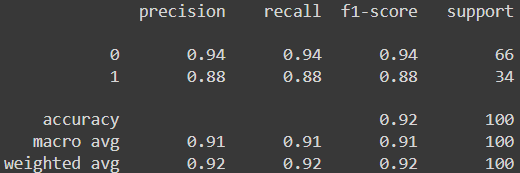 precision recall f1-score support
0 0.94 0.94 0.94 66
1 0.88 0.88 0.88 34
accuracy 0.92 100
macro avg 0.91 0.91 0.91 100
weighted avg 0.92 0.92 0.92 100